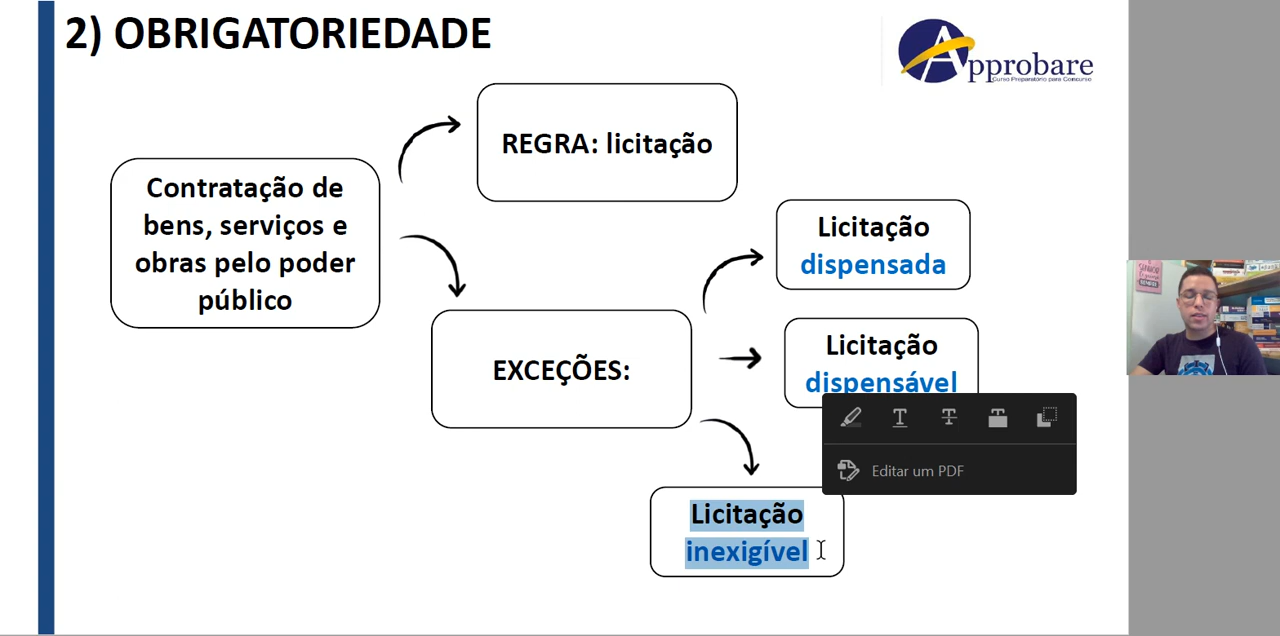 2) OBRIGATORIEDADE
Approbare
Curso Preparatório para Concurso
REGRA: licitação
Contratação de
bens, serviços e
obras pelo poder
público
Licitação
dispensada
EXCEÇÕES:
Licitação
dispensável
Editar um PDF
Licitação
inexigível